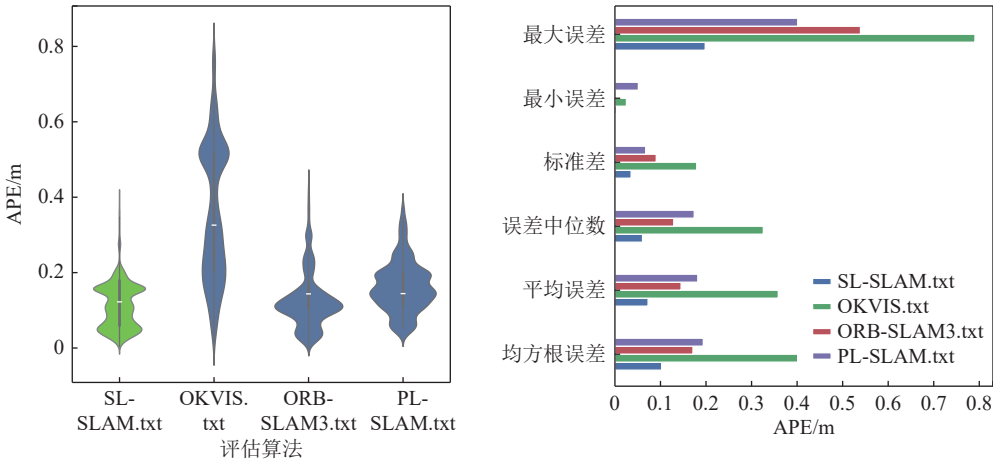 0.8
0.6
0.4
0.2
0
APE/m
SL-
SLAM.txt
OKVIS.
txt
ORB-
SLAM3.txt
PL-
SLAM.txt
评估算法
最大误差
最小误差
标准差
误差中位数
平均误差
均方根误差
SL-SLAM.txt
OKVIS.txt
ORB-SLAM3.txt
PL-SLAM.txt
0 0.1 0.2 0.3 0.4 0.5 0.6 0.7 0.8
APE/m